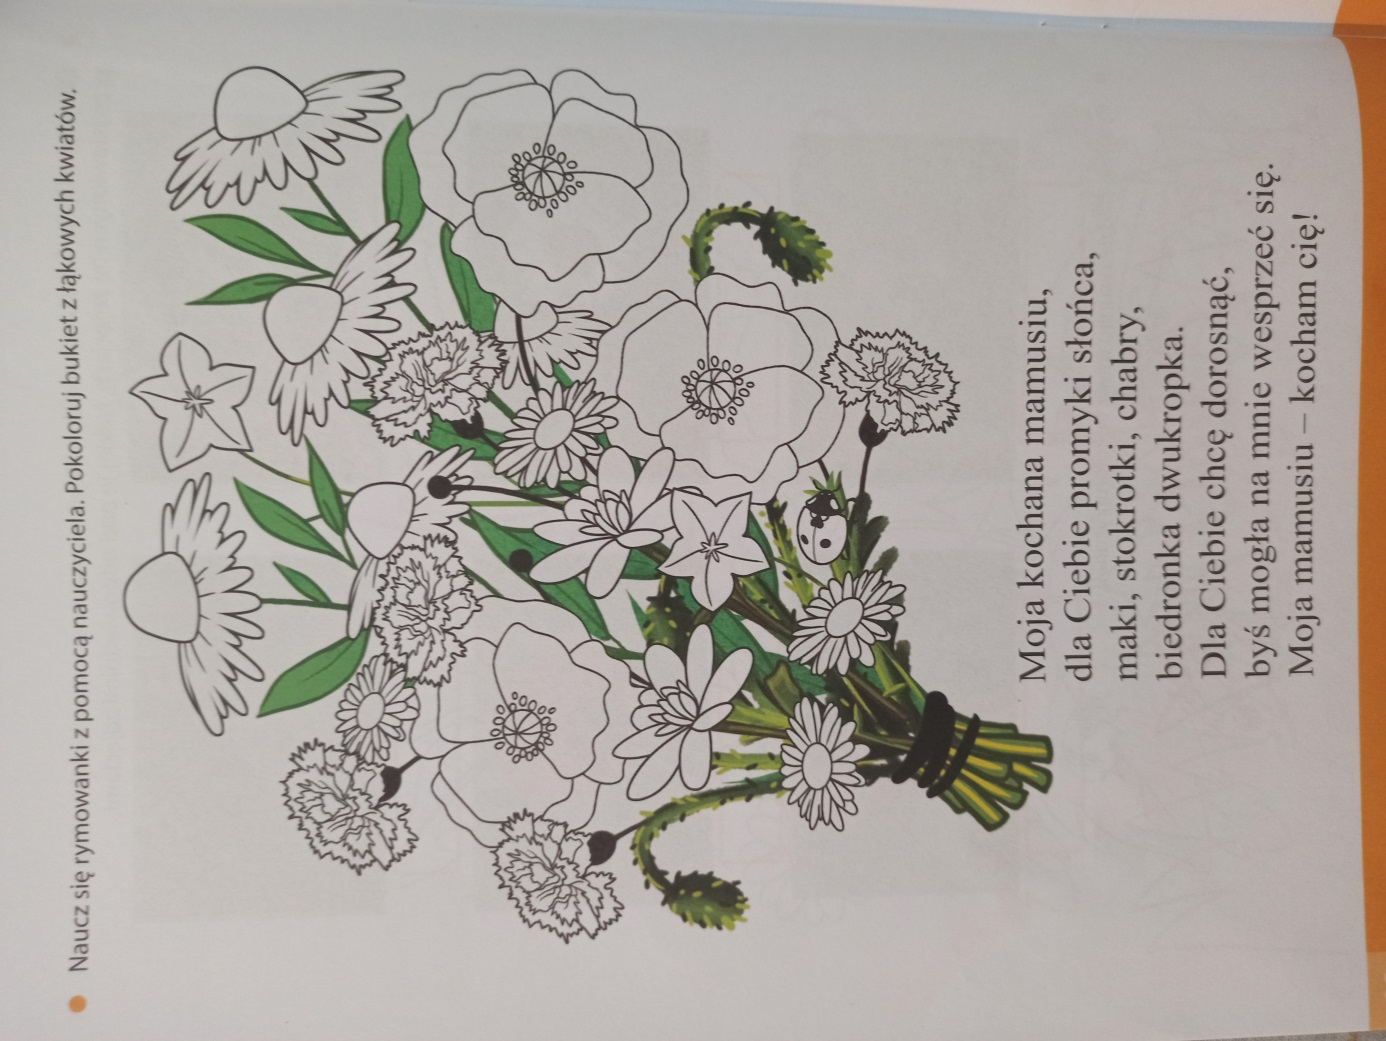 Naucz się rymowanki z pomocą nauczyciela. Pokoloruj bukiet z łąkowych kwiatów.
Moja kochana mamusiu,
dla Ciebie promyki słońca,
maki, stokrotki, chabry,
biedronka dwukropka.
Dla Ciebie chcę dorosnąć,
byś mogła na mnie wesprzeć się.
Moja mamusiu – kocham cię!